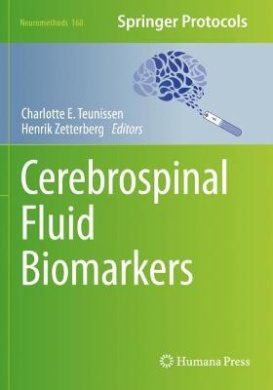 Neuromethods 168
Springer Protocols
Charlotte E. Teunissen
Henrik Zetterberg Editors
Cerebrospinal
Fluid
Biomarkers
Humana Press